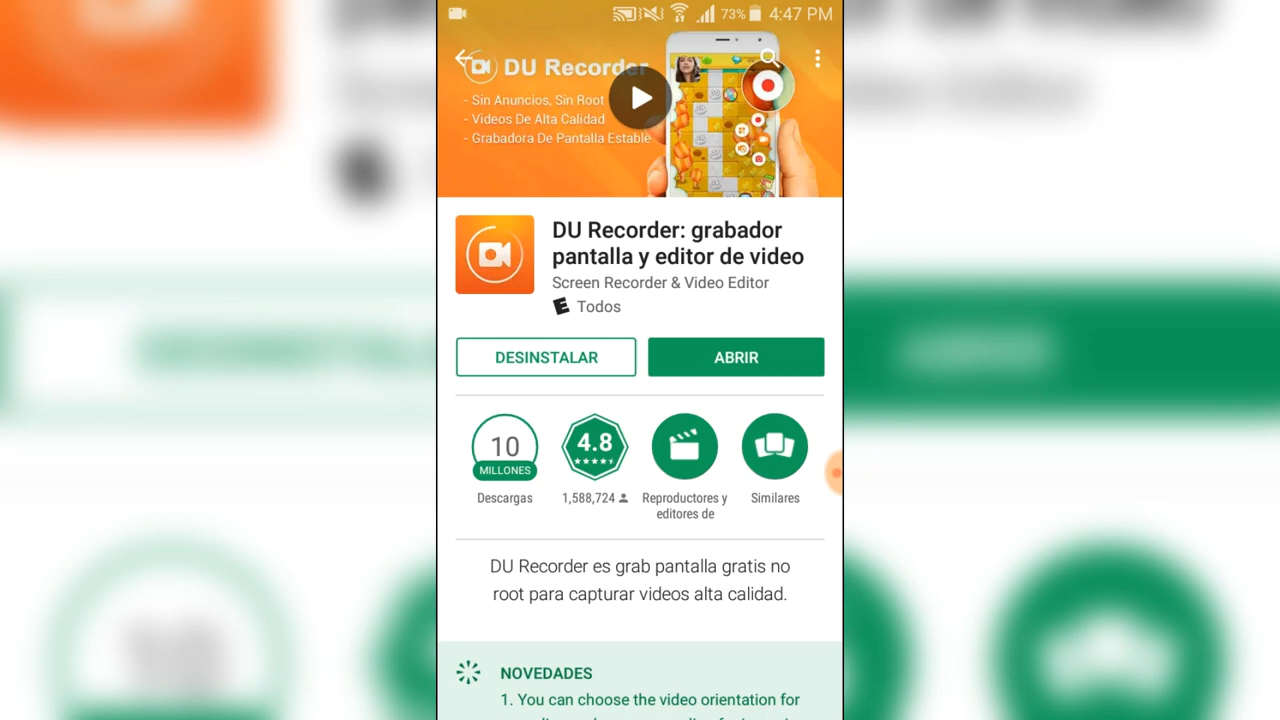 73% 4:47 PM
DU Recorder
- Sin Anuncios, Sin Root
- Videos De Alta Calidad
- Grabadora De Pantalla Estable
DU Recorder: grabador
pantalla y editor de video
Screen Recorder & Video Editor
E Todos
DESINSTALAR ABRIR
10
MILLONES
4.8
Descargas
1,588,724
Reproductores y
editores de
Similares
DU Recorder es grab pantalla gratis no
root para capturar videos alta calidad.
NOVEDADES
1. You can choose the video orientation for